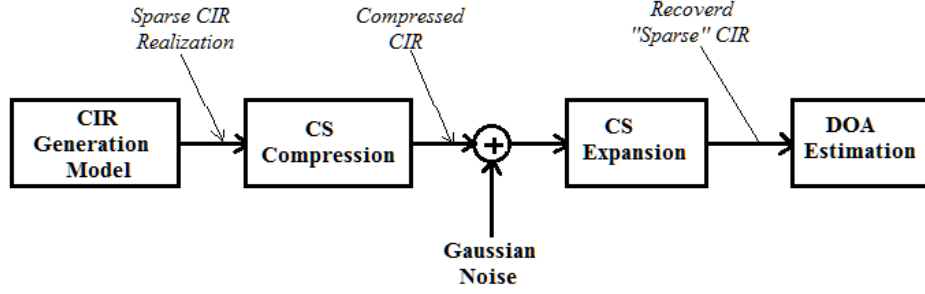 Sparse CIR
Realization
Compressed
CIR
Recoverd
"Sparse" CIR
CIR
Generation
Model
CS
Compression
+
CS
Expansion
DOA
Estimation
Gaussian
Noise